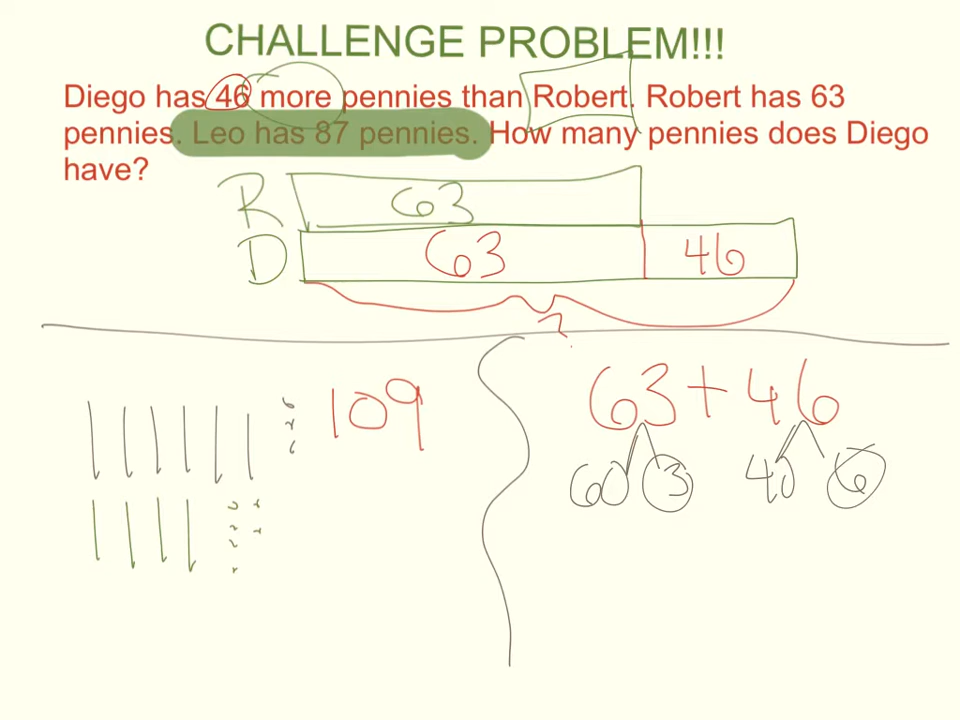 CHALLENGE PROBLEM!!!
Diego has 46 more pennies than Robert. Robert has 63
pennies. Leo has 87 pennies. How many pennies does Diego
have?
R 63
D 63 46
?
109
63 + 46
60 3 40 6